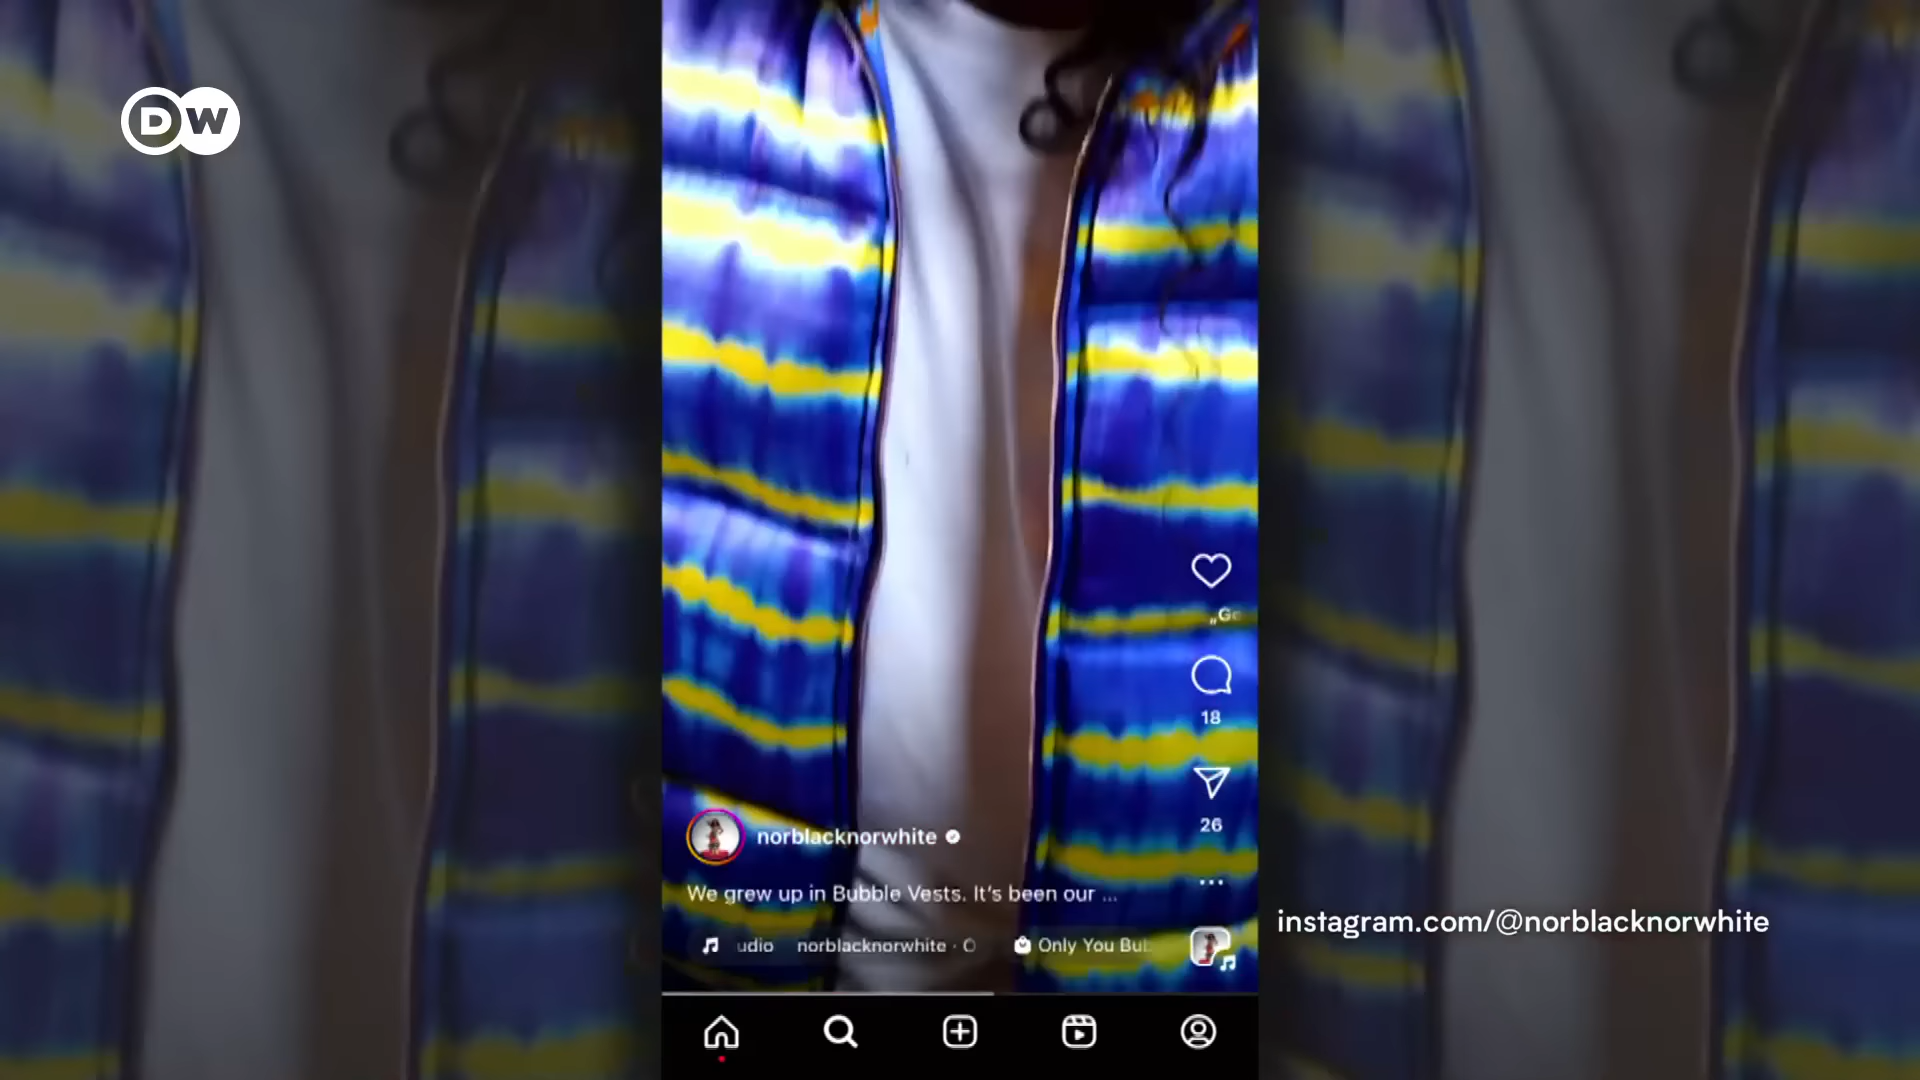 DW
18
26
norblacknorwhite
We grew up in Bubble Vests. It's been our ...
udio norblacknorwhite · Only You
instagram.com/@norblacknorwhite